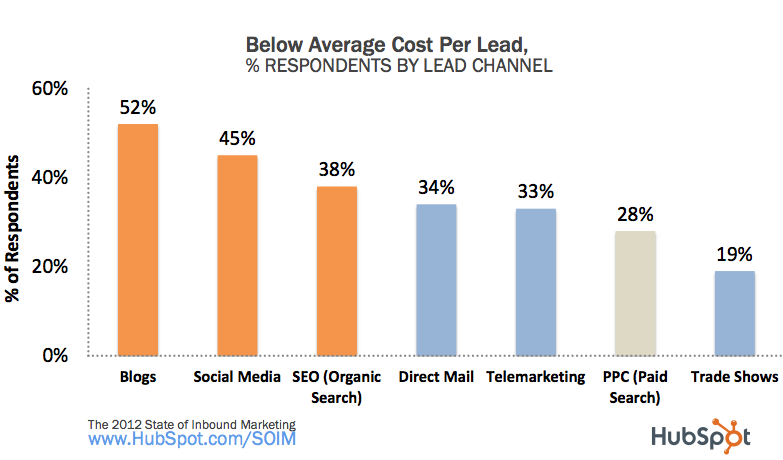 Below Average Cost Per Lead,
% RESPONDENTS BY LEAD CHANNEL
% of Respondents
60%
40%
20%
0%
52%
45%
38%
34%
33%
28%
19%
Blogs
Social Media
SEO (Organic
Search)
Direct Mail
Telemarketing
PPC (Paid
Search)
Trade Shows
The 2012 State of Inbound Marketing
www.HubSpot.com/SOIM
HubSpot